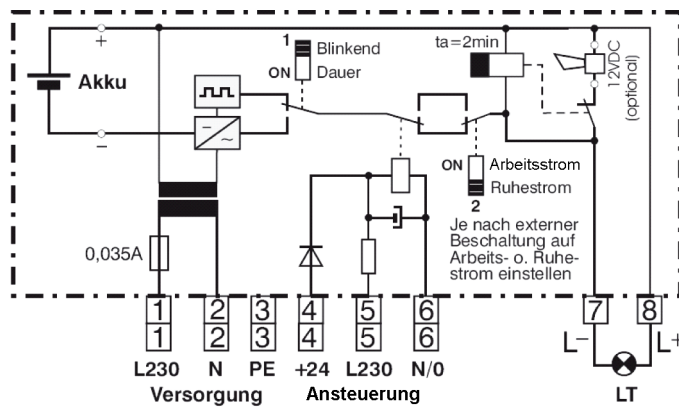 +
Akku
−
1 Blinkend
ON Dauer
ta=2min
12VDC
(optional)
ON Arbeitsstrom
Ruhestrom
2
Je nach externer
Beschaltung auf
Arbeits- o. Ruhe-
strom einstellen
0,035A
1 2 3 4 5 6 7 8
1 2 3 4 5 6
L230 N PE +24 L230 N/0
L− L+
Versorgung Ansteuerung LT